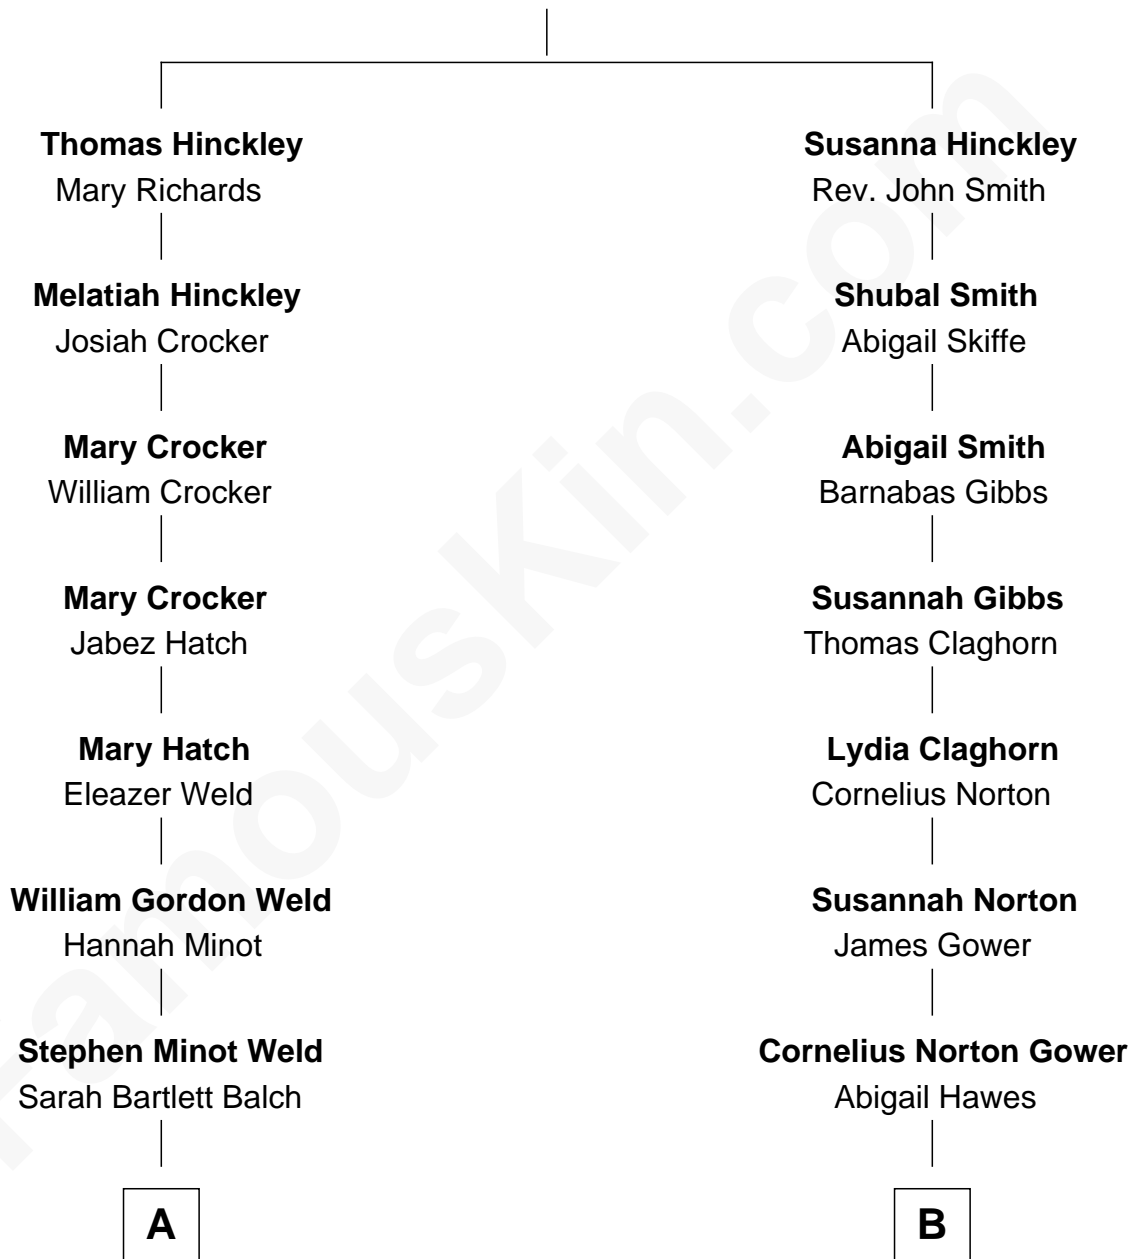 Thomas Hinckley
Mary Richards
Melatiah Hinckley
Josiah Crocker
Mary Crocker
William Crocker
Mary Crocker
Jabez Hatch
Mary Hatch
Eleazer Weld
William Gordon Weld
Hannah Minot
Stephen Minot Weld
Sarah Bartlett Balch
A
Susanna Hinckley
Rev. John Smith
Shubal Smith
Abigail Skiffe
Abigail Smith
Barnabas Gibbs
Susannah Gibbs
Thomas Claghorn
Lydia Claghorn
Cornelius Norton
Susannah Norton
James Gower
Cornelius Norton Gower
Abigail Hawes
B
FamousKin.com